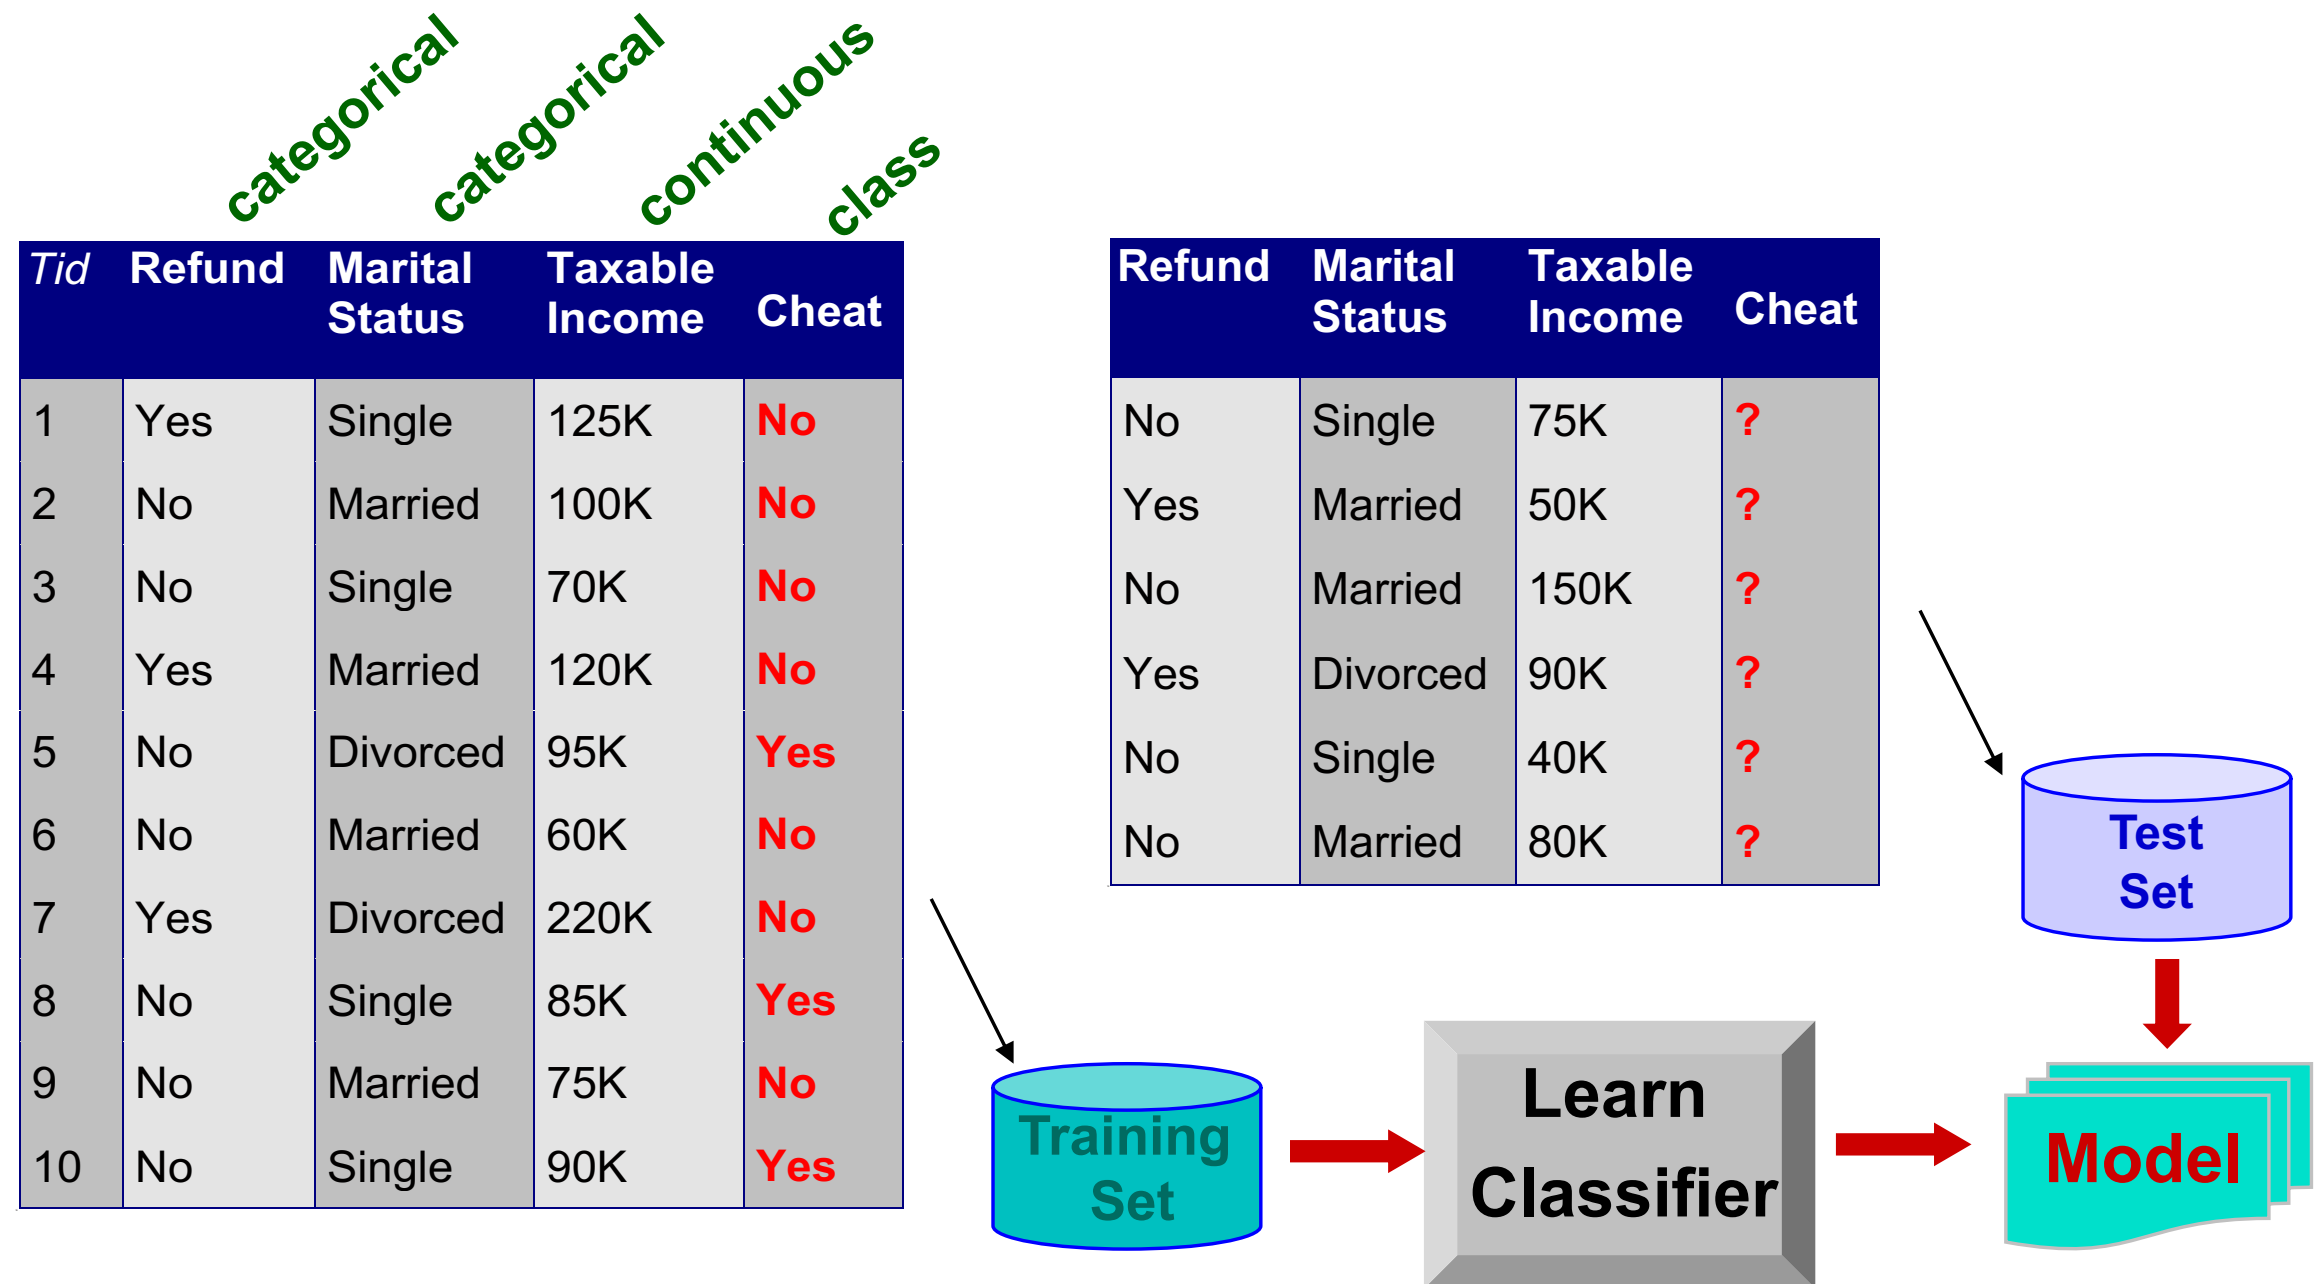 categorical
categorical
continuous
class
Tid Refund Marital Status Taxable Income Cheat
1 Yes Single 125K No
2 No Married 100K No
3 No Single 70K No
4 Yes Married 120K No
5 No Divorced 95K Yes
6 No Married 60K No
7 Yes Divorced 220K No
8 No Single 85K Yes
9 No Married 75K No
10 No Single 90K Yes
Refund Marital Status Taxable Income Cheat
No Single 75K ?
Yes Married 50K ?
No Married 150K ?
Yes Divorced 90K ?
No Single 40K ?
No Married 80K ?
Test
Set
Training
Set
Learn
Classifier
Model